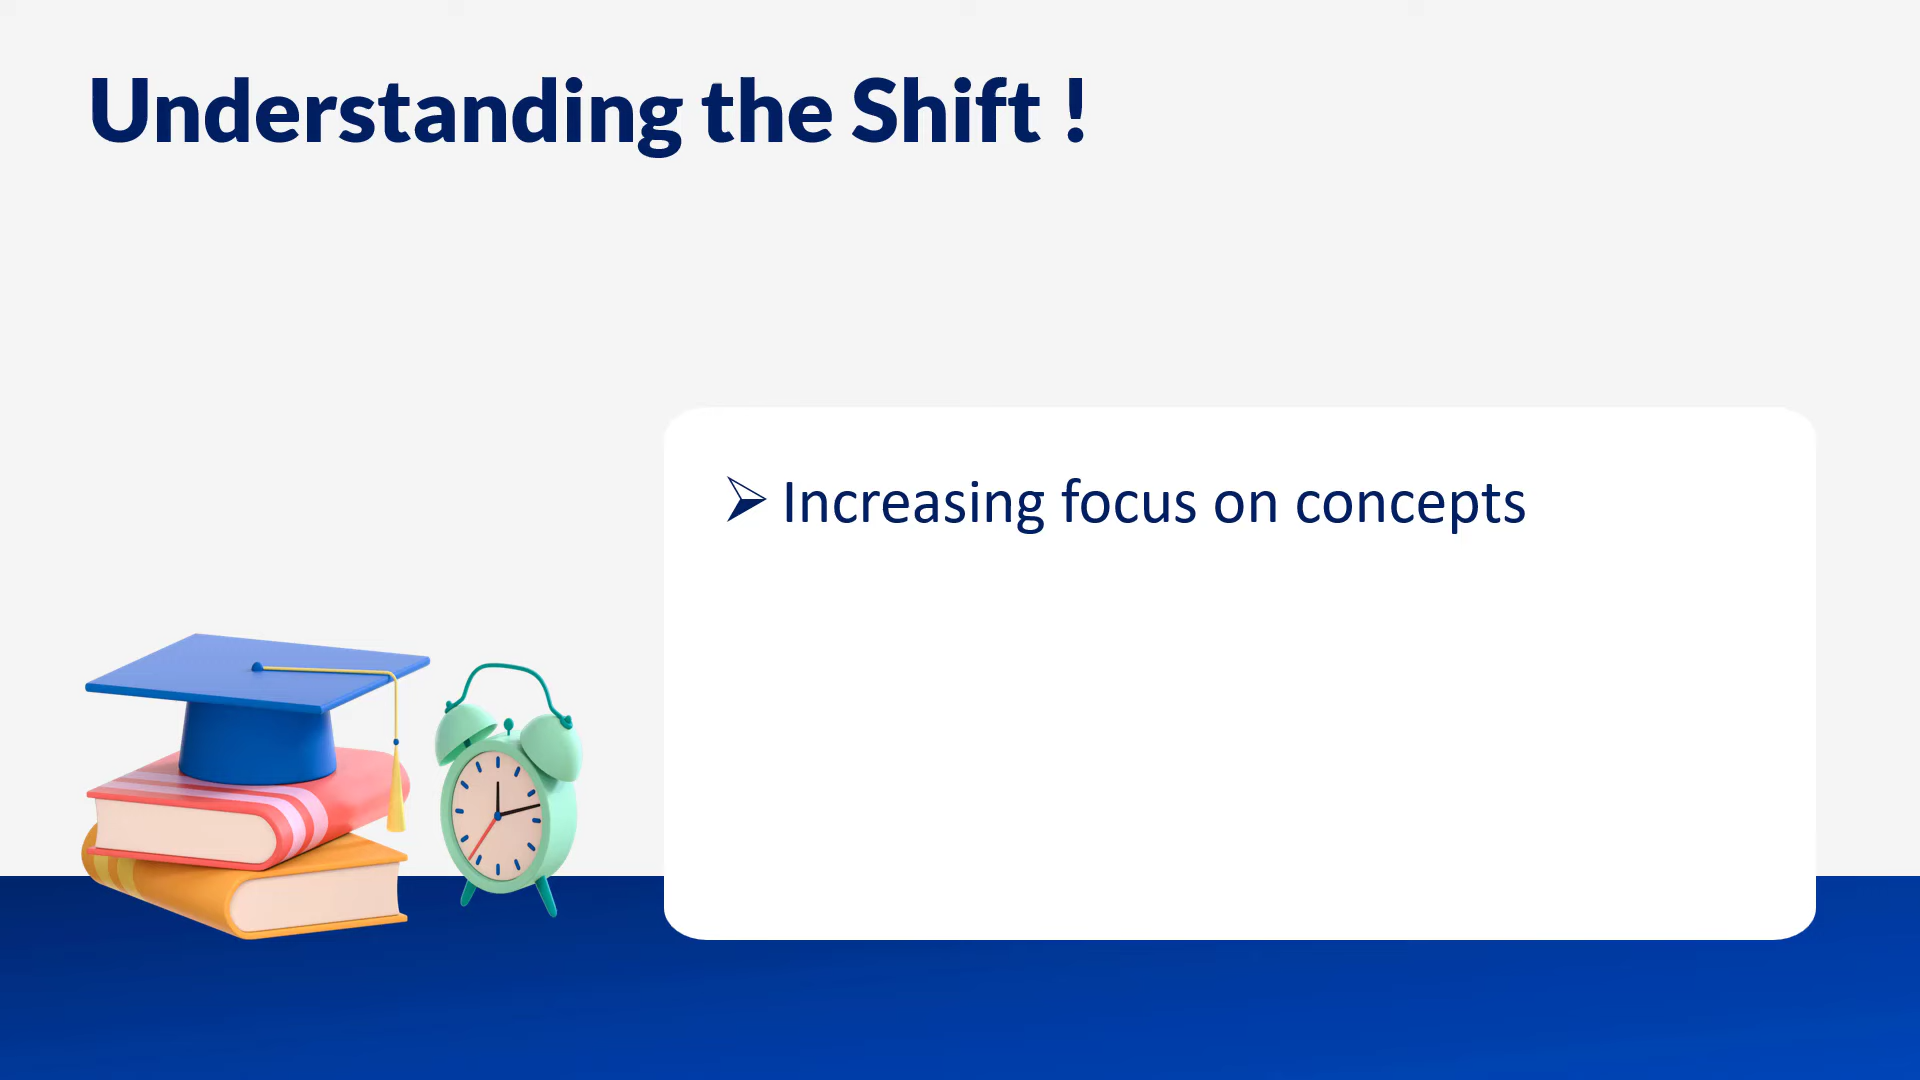 Understanding the Shift !
➢ Increasing focus on concepts